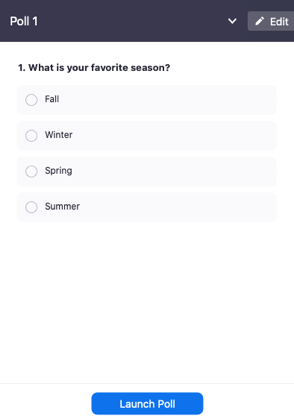 Poll 1
Edit
1. What is your favorite season?
Fall
Winter
Spring
Summer
Launch Poll